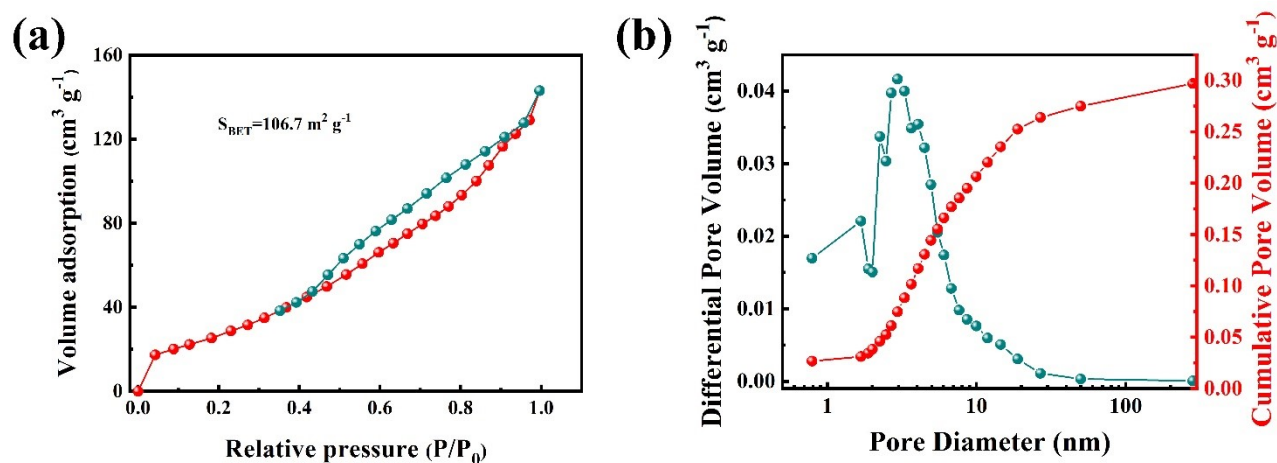 (a)
Volume adsorption (cm³ g⁻¹)
160
120
80
40
0
S_BET=106.7 m² g⁻¹
0.0 0.2 0.4 0.6 0.8 1.0
Relative pressure (P/P₀)
(b)
Differential Pore Volume (cm³ g⁻¹)
0.04
0.03
0.02
0.01
0.00
1 10 100
Pore Diameter (nm)
0.30
0.25
0.20
0.15
0.10
0.05
0.00
Cumulative Pore Volume (cm³ g⁻¹)